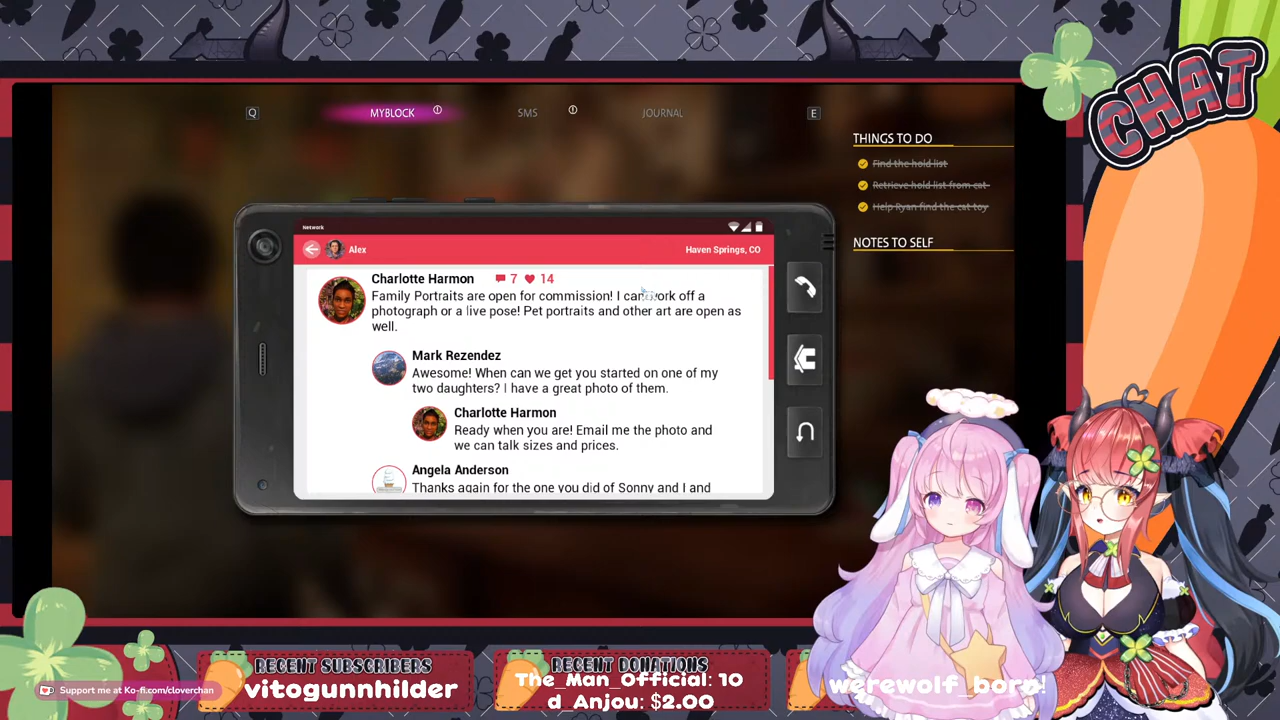 CHAT
Q
MYBLOCK
SMS
JOURNAL
E
THINGS TO DO
Find the hold list
Retrieve hold list from cat
Help Ryan find the cat toy
NOTES TO SELF
Network
Alex
Haven Springs, CO
Charlotte Harmon 7 14
Family Portraits are open for commission! I can work off a
photograph or a live pose! Pet portraits and other art are open as
well.
Mark Rezendez
Awesome! When can we get you started on one of my
two daughters? I have a great photo of them.
Charlotte Harmon
Ready when you are! Email me the photo and
we can talk sizes and prices.
Angela Anderson
Thanks again for the one you did of Sonny and I and
Support me at Ko-fi.com/cloverchan
RECENT SUBSCRIBERS
vitogunnhilder
RECENT DONATIONS
The_Man_Official: 10
d_Anjou: $2.00